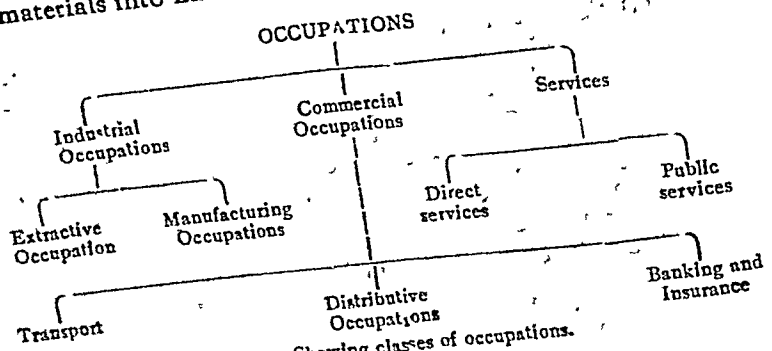 materials into
OCCUPATIONS
Industrial
Occupations
Commercial
Occupations
Services
Extractive
Occupation
Manufacturing
Occupations
Direct
services
Public
services
Transport
Distributive
Occupations
Banking and
Insurance
Showing classes of occupations.